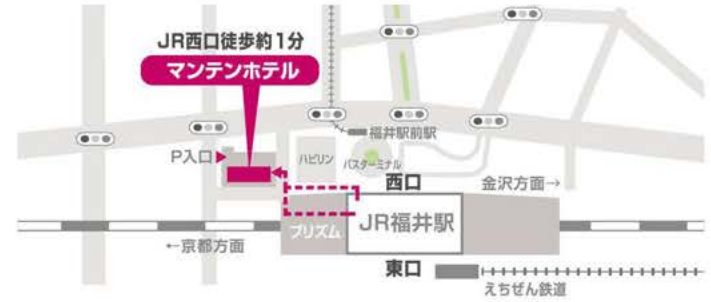 JR西口徒歩約1分
マンテンホテル
福井駅前駅
P入口
ハピリン
バスターミナル
西口
金沢方面→
プリズム
JR福井駅
←京都方面
東口
えちぜん鉄道